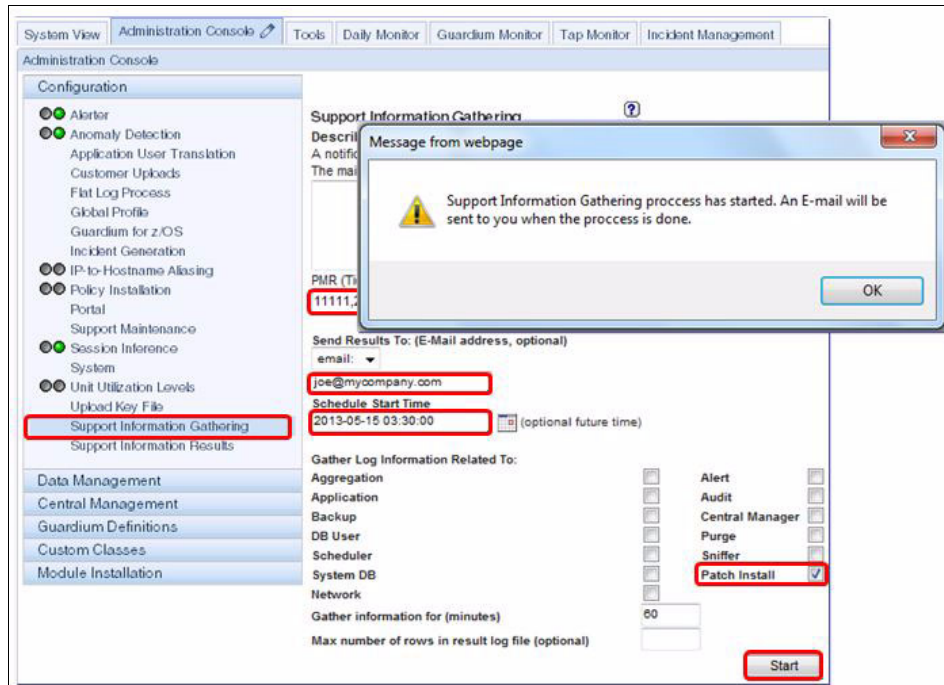 System View
Administration Console
Tools
Daily Monitor
Guardium Monitor
Tap Monitor
Incident Management
Administration Console
Configuration
Alerter
Anomaly Detection
Application User Translation
Customer Uploads
Flat Log Process
Global Profile
Guardium for z/OS
Incident Generation
IP-to-Hostname Aliasing
Policy Installation
Portal
Support Maintenance
Session Inference
System
Unit Utilization Levels
Upload Key File
Support Information Gathering
Support Information Results
Data Management
Central Management
Guardium Definitions
Custom Classes
Module Installation
Support Information Gathering
?
A
The
Message from webpage
Support Information Gathering proccess has started. An E-mail will be
sent to you when the proccess is done.
OK
PMR
11111,2
Send Results To: (E-Mail address, optional)
email:
joe@mycompany.com
Schedule Start Time
2013-05-15 03:30:00
(optional future time)
Gather Log Information Related To:
Aggregation
Alert
Application
Audit
Backup
Central Manager
DB User
Purge
Scheduler
Sniffer
System DB
Patch Install
Network
Gather information for (minutes)
60
Max number of rows in result log file (optional)
Start